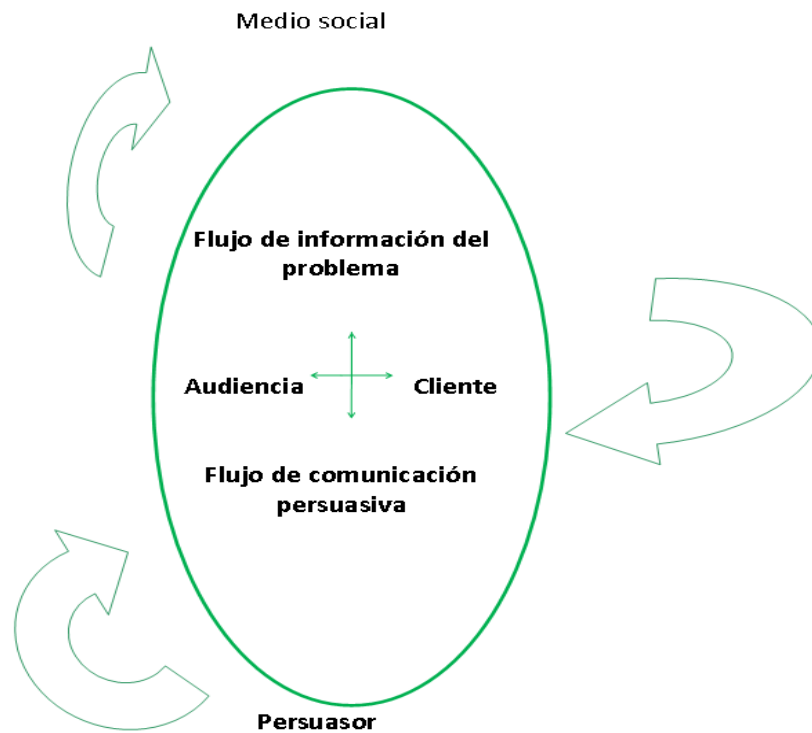 Medio social
Flujo de información del
problema
Audiencia
Cliente
Flujo de comunicación
persuasiva
Persuasor